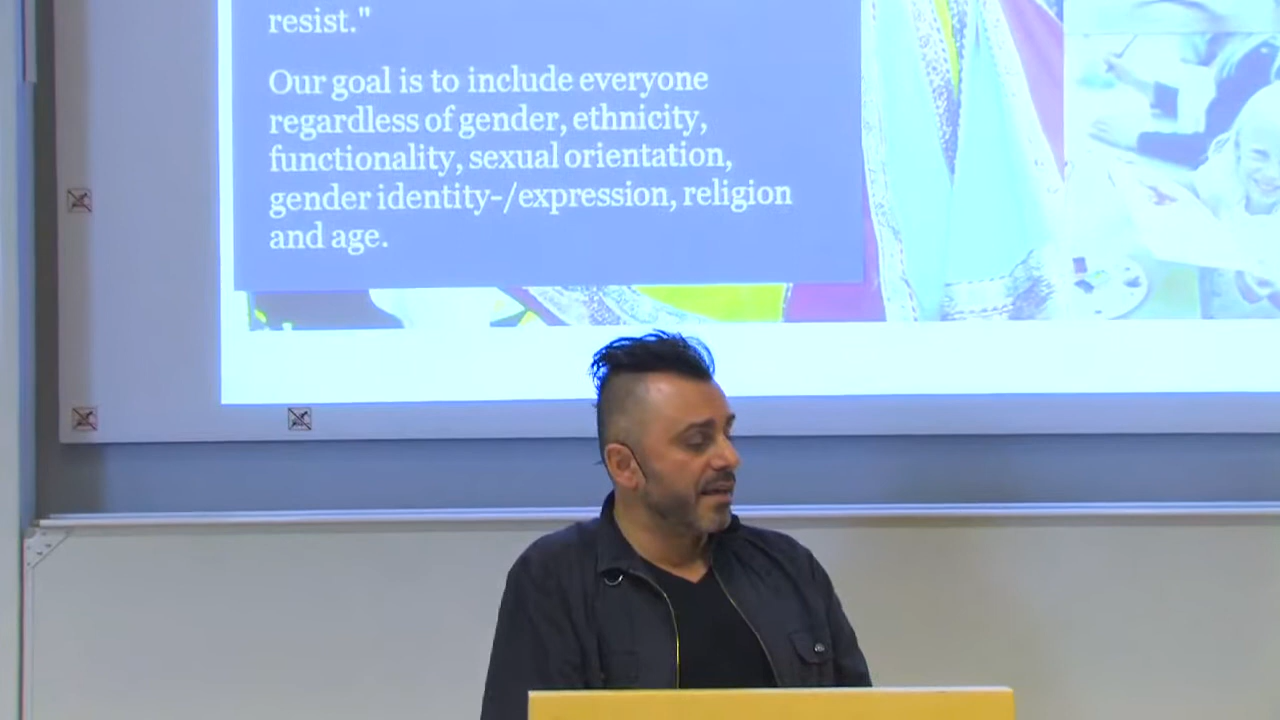 resist."
Our goal is to include everyone
regardless of gender, ethnicity,
functionality, sexual orientation,
gender identity-/expression, religion
and age.